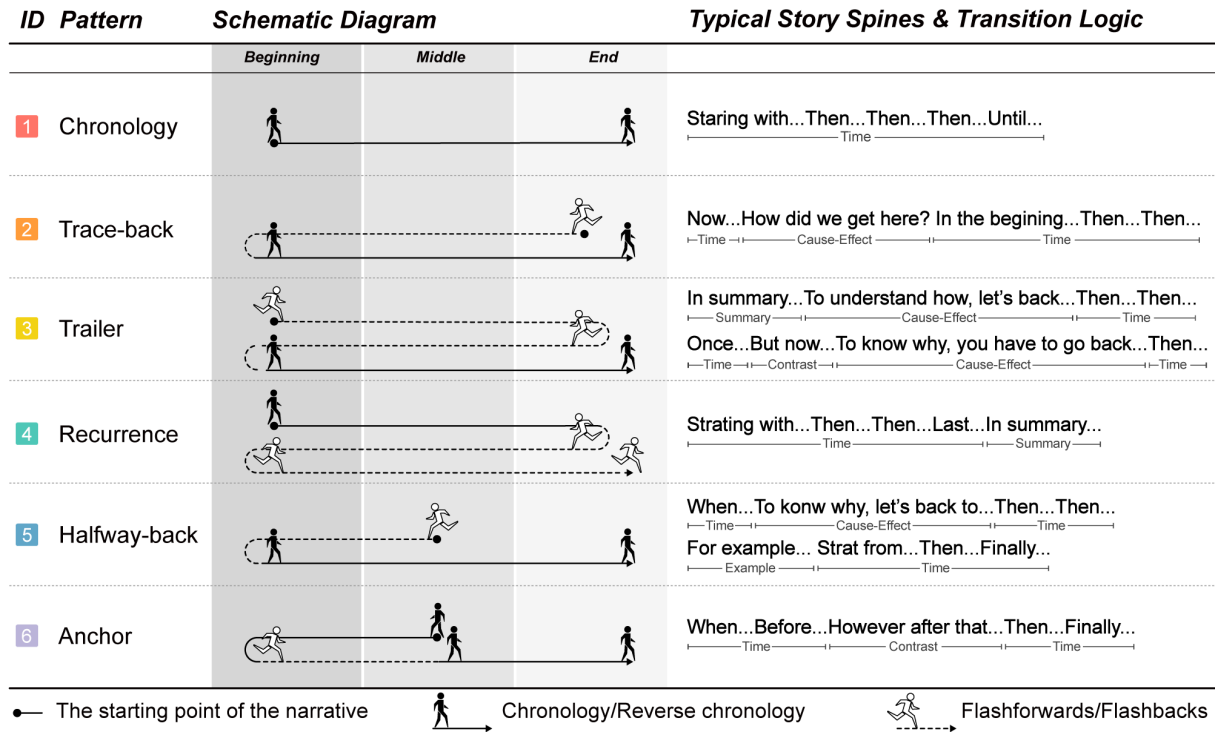 ID Pattern Schematic Diagram Typical Story Spines & Transition Logic
Beginning Middle End
1 Chronology
Staring with...Then...Then...Then...Until...
Time
2 Trace-back
Now...How did we get here? In the begining...Then...Then...
Time Cause-Effect Time
3 Trailer
In summary...To understand how, let's back...Then...Then...
Summary Cause-Effect Time
Once...But now...To know why, you have to go back...Then...
Time Contrast Cause-Effect Time
4 Recurrence
Strating with...Then...Then...Last...In summary...
Time Summary
5 Halfway-back
When...To konw why, let's back to...Then...Then...
Time Cause-Effect Time
For example... Strat from...Then...Finally...
Example Time
6 Anchor
When...Before...However after that...Then...Finally...
Time Contrast Time
The starting point of the narrative Chronology/Reverse chronology Flashforwards/Flashbacks